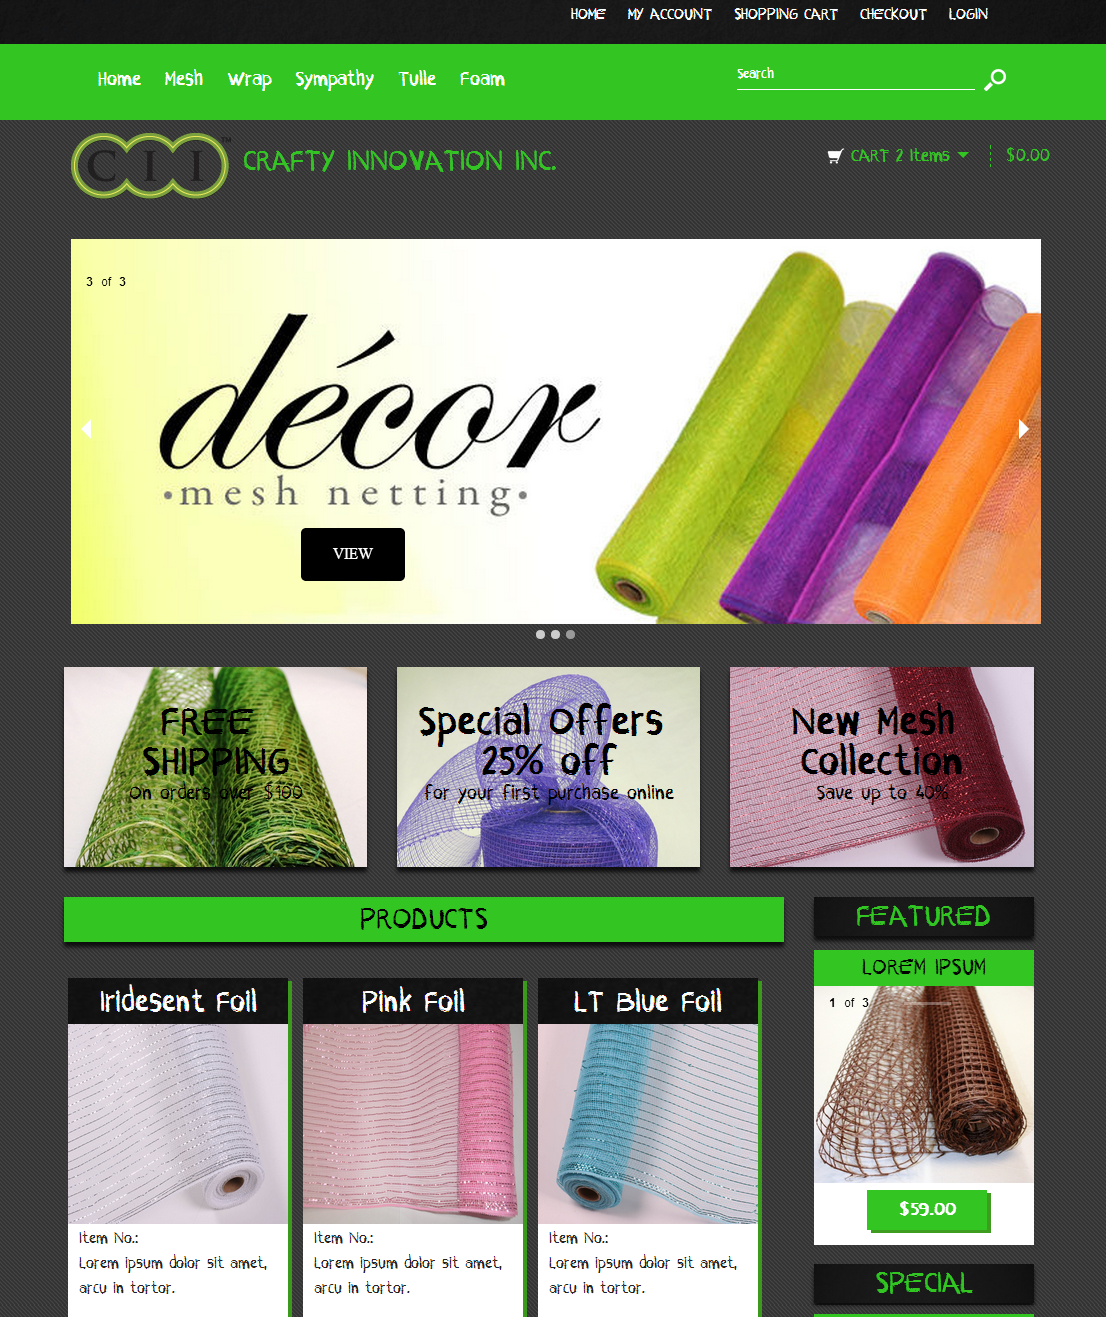 HOME MY ACCOUNT SHOPPING CART CHECKOUT LOGIN
Home Mesh Wrap Sympathy Tulle Foam
Search
CII™
CRAFTY INNOVATION INC.
CART 2 Items $0.00
3 of 3
décor
•mesh netting•
VIEW
FREE
SHIPPING
On orders over $100
Special Offers
25% off
for your first purchase online
New Mesh
Collection
Save up to 40%
PRODUCTS
FEATURED
LOREM IPSUM
1 of 3
$59.00
SPECIAL
Iridesent Foil
Item No.:
Lorem ipsum dolor sit amet,
arcu in tortor.
Pink Foil
Item No.:
Lorem ipsum dolor sit amet,
arcu in tortor.
LT Blue Foil
Item No.:
Lorem ipsum dolor sit amet,
arcu in tortor.